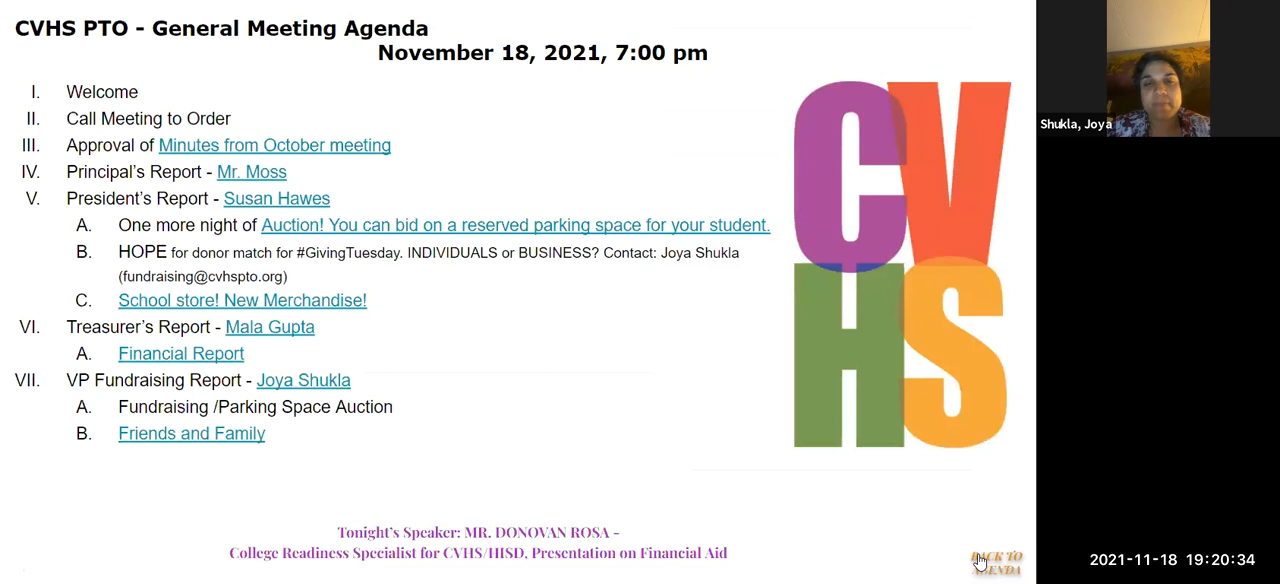 CVHS PTO - General Meeting Agenda
November 18, 2021, 7:00 pm
I. Welcome
II. Call Meeting to Order
III. Approval of Minutes from October meeting
IV. Principal's Report - Mr. Moss
V. President's Report - Susan Hawes
A. One more night of Auction! You can bid on a reserved parking space for your student.
B. HOPE for donor match for #GivingTuesday. INDIVIDUALS or BUSINESS? Contact: Joya Shukla
(fundraising@cvhspto.org)
C. School store! New Merchandise!
VI. Treasurer's Report - Mala Gupta
A. Financial Report
VII. VP Fundraising Report - Joya Shukla
A. Fundraising /Parking Space Auction
B. Friends and Family
CV
HS
Tonight's Speaker: MR. DONOVAN ROSA -
College Readiness Specialist for CVHS/HISD, Presentation on Financial Aid
BACK TO
AGENDA
Shukla, Joya
2021-11-18 19:20:34